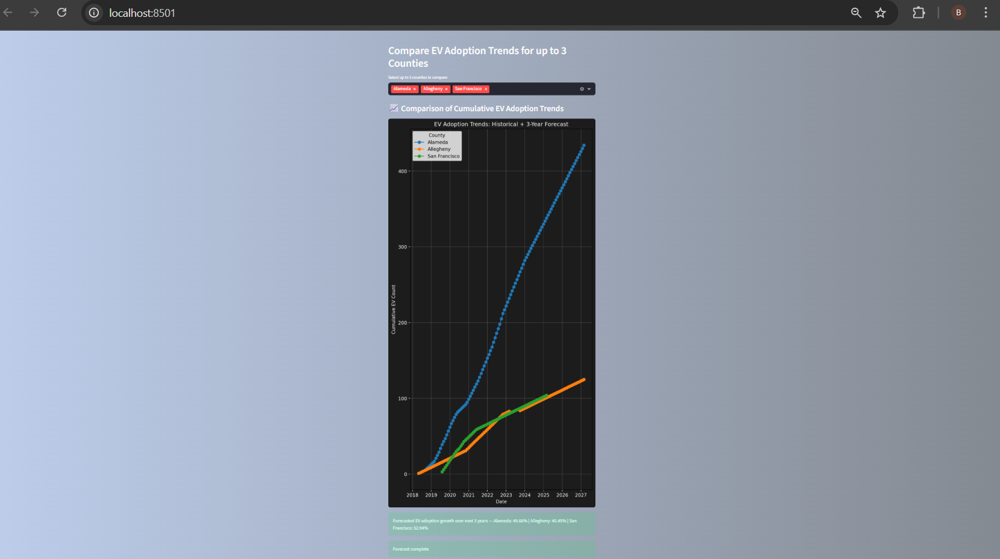 localhost:8501
B
Compare EV Adoption Trends for up to 3
Counties
Select up to 3 counties to compare
Alameda × Allegheny × San Francisco ×
Comparison of Cumulative EV Adoption Trends
EV Adoption Trends: Historical + 3-Year Forecast
County
Alameda
Allegheny
San Francisco
400
300
200
100
0
Cumulative EV Count
2018 2019 2020 2021 2022 2023 2024 2025 2026 2027
Date
Forecasted EV adoption growth over next 3 years — Alameda: 49.66% | Allegheny: 40.45% | San
Francisco: 52.94%
Forecast complete